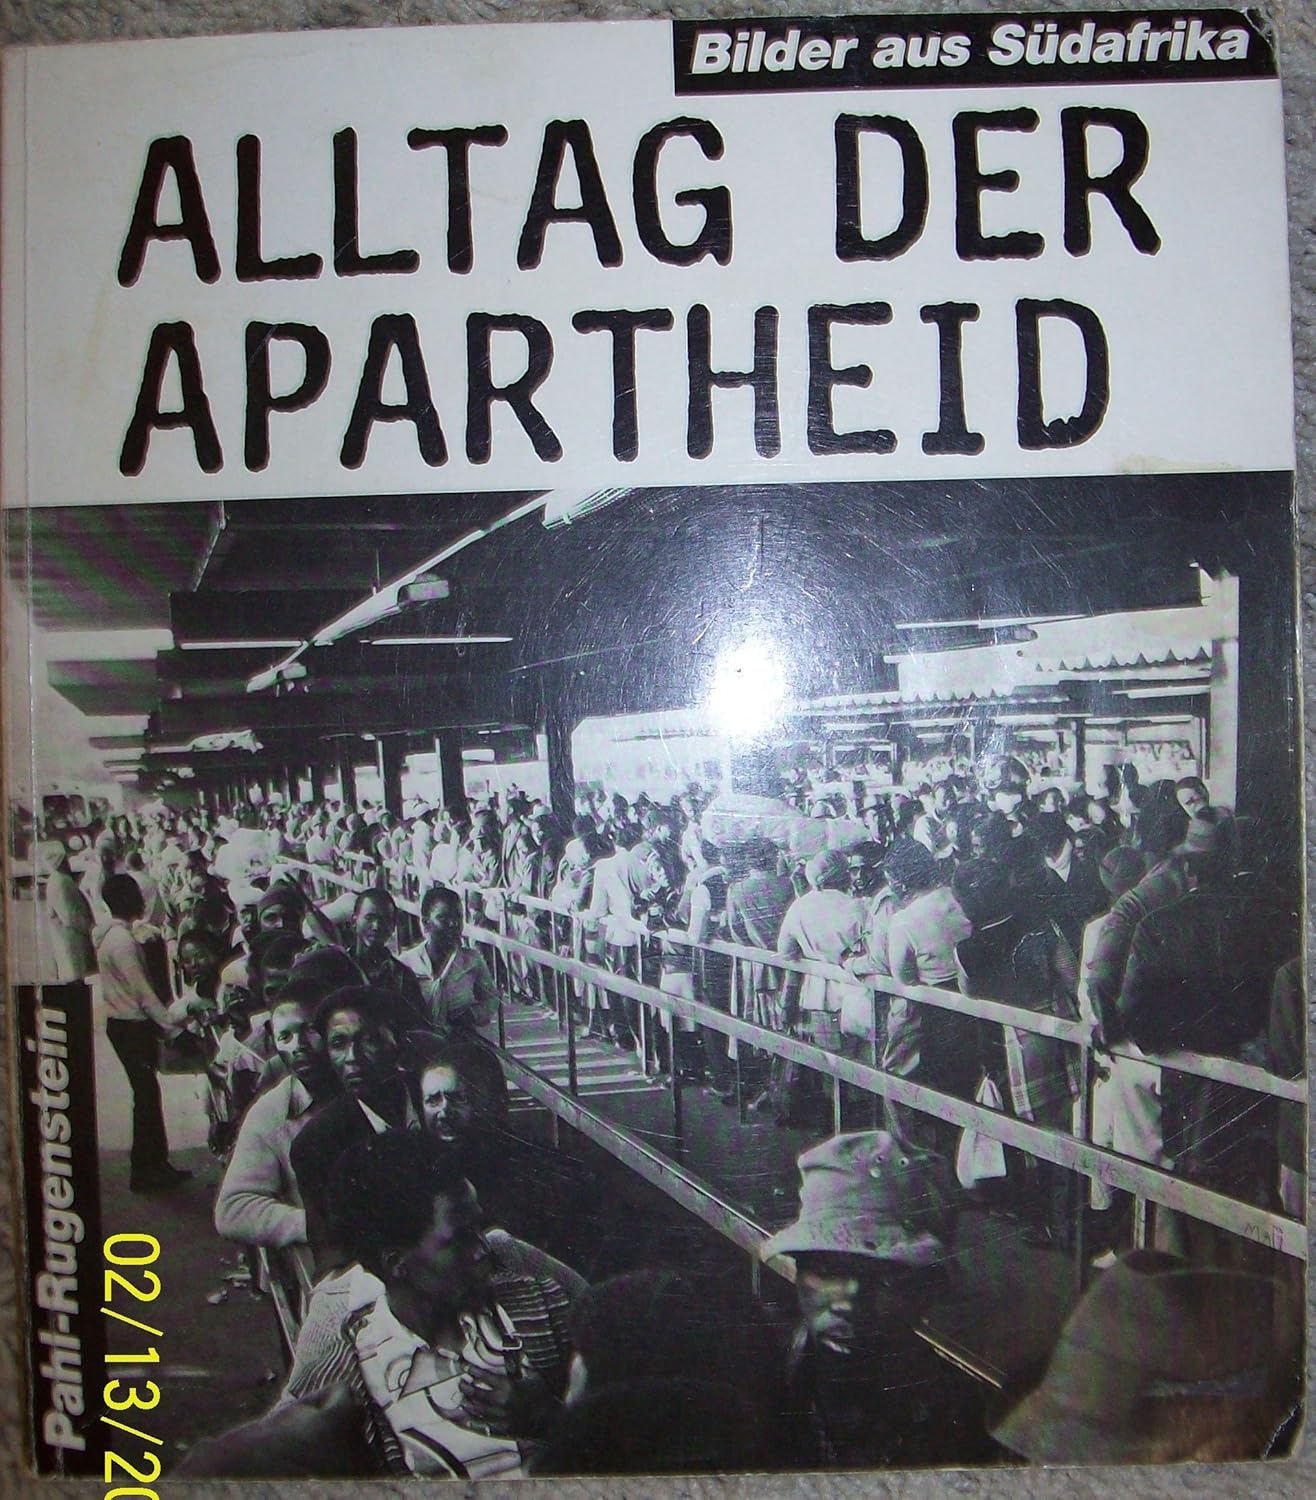 Bilder aus Südafrika
ALLTAG DER
APARTHEID
Pahl-Rugenstein
02/13/20